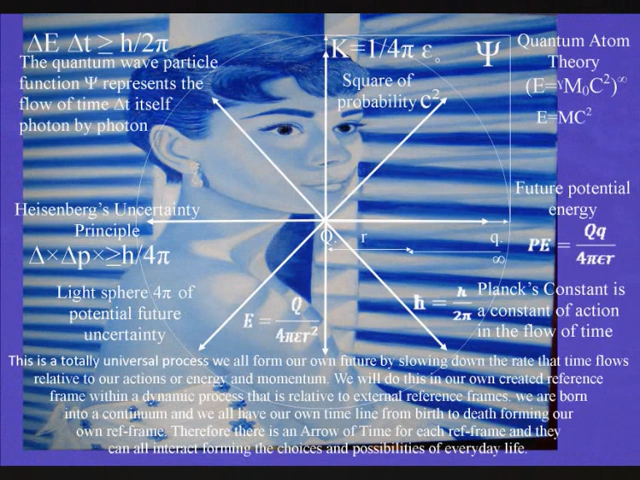 ΔE Δt ≥ h/2π
The quantum wave particle
function Ψ represents the
flow of time Δt itself
photon by photon
K=1/4π ε。
Ψ
Square of
probability c²
Quantum Atom
Theory
(E=ᵞM₀C²)∞
E=MC²
Heisenberg's Uncertainty
Principle
Δ×Δp×≥h/4π
Future potential
energy
PE = Qq / 4πεr
Q. r q.
∞
Light sphere 4π of
potential future
uncertainty
E = Q / 4πεr²
ħ = h / 2π
Planck's Constant is
a constant of action
in the flow of time
This is a totally universal process we all form our own future by slowing down the rate that time flows
relative to our actions or energy and momentum. We will do this in our own created reference
frame within a dynamic process that is relative to external reference frames. we are born
into a continuum and we all have our own time line from birth to death forming our
own ref-frame. Therefore there is an Arrow of Time for each ref-frame and they
can all interact forming the choices and possibilities of everyday life.